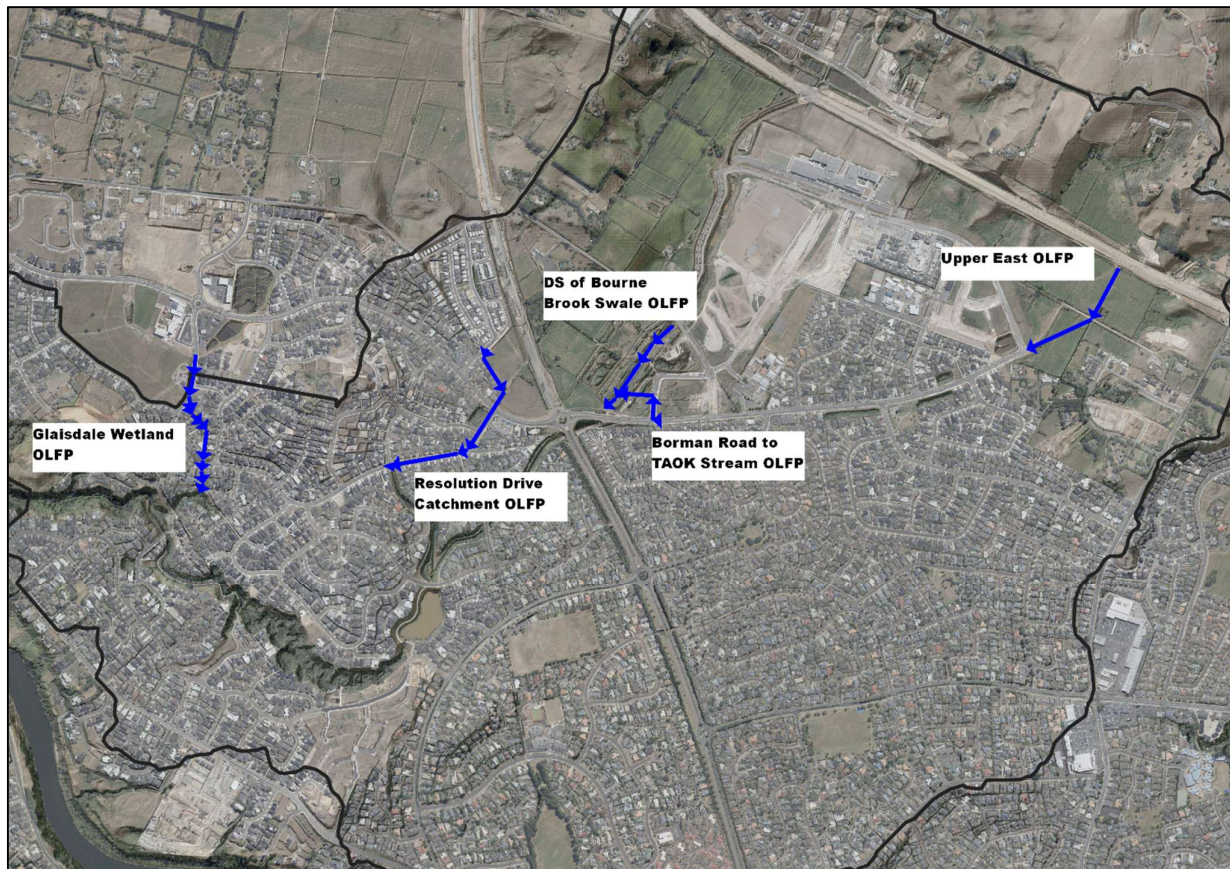 Upper East OLFP
DS of Bourne
Brook Swale OLFP
Glaisdale Wetland
OLFP
Borman Road to
TAOK Stream OLFP
Resolution Drive
Catchment OLFP